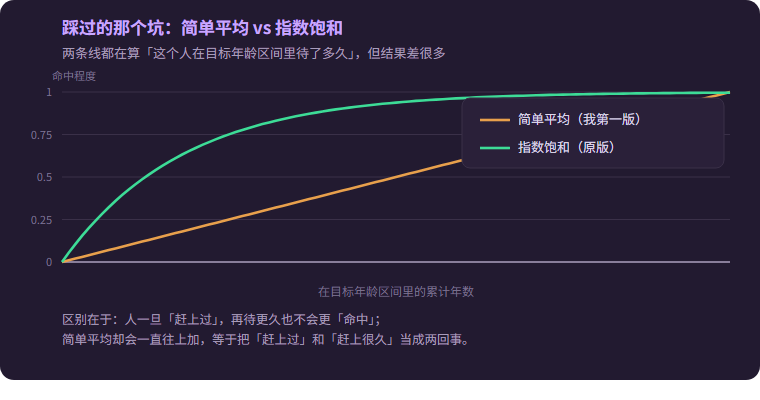 踩过的那个坑：简单平均 vs 指数饱和
两条线都在算「这个人在目标年龄区间里待了多久」，但结果差很多
命中程度
1
0.75
0.5
0.25
0
简单平均（我第一版）
指数饱和（原版）
在目标年龄区间里的累计年数
区别在于：人一旦「赶上过」，再待更久也不会更「命中」；
简单平均却会一直往上加，等于把「赶上过」和「赶上很久」当成两回事。